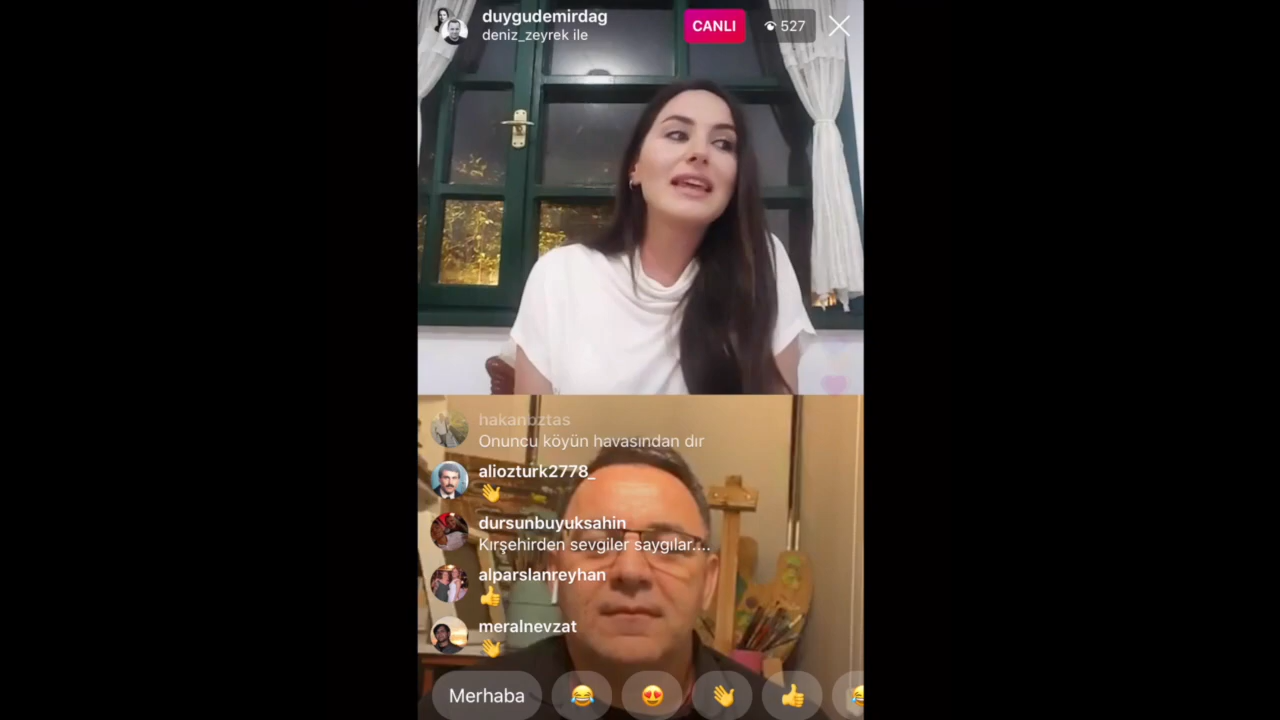 duygudemirdag
deniz_zeyrek ile
CANLI
527
hakanoztas
Onuncu köyün havasından dır
aliozturk2778_
dursunbuyuksahin
Kırşehirden sevgiler saygılar....
alparslanreyhan
meralnevzat
Merhaba